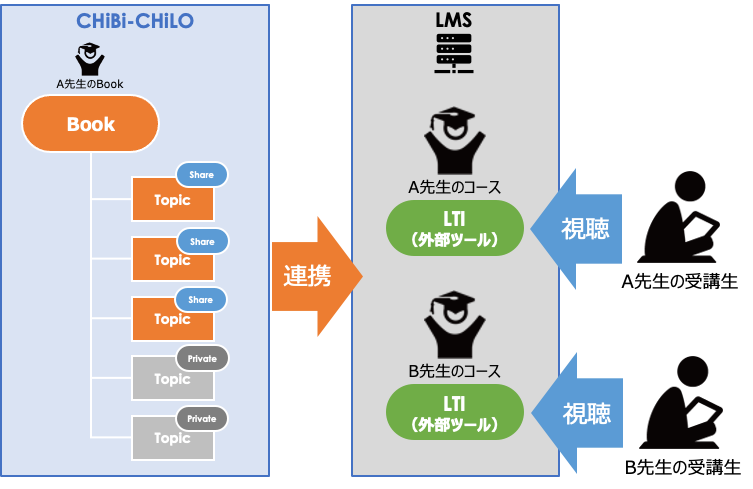 CHiBi-CHiLO
A先生のBook
Book
Share
Topic
Share
Topic
Share
Topic
Private
Topic
Private
Topic
連携
LMS
A先生のコース
LTI
（外部ツール）
視聴
A先生の受講生
B先生のコース
LTI
（外部ツール）
視聴
B先生の受講生